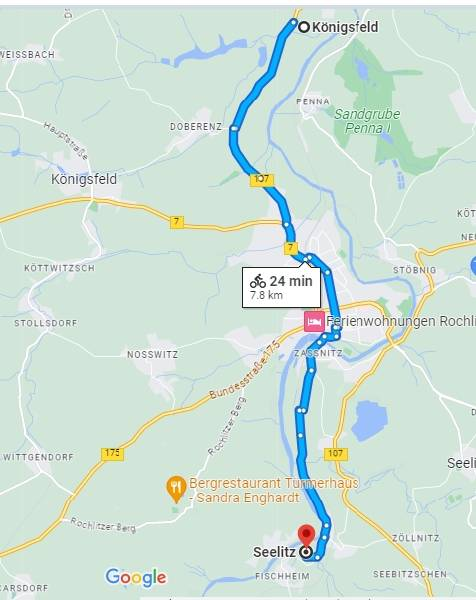 Königsfeld
WEISSBACH
PENNA
Sandgrube
Penna I
DOBERENZ
Hauptstraße
Königsfeld
107
7
7
KÖTTWITZSCH
STÖBNIG
24 min
7.8 km
STOLLSDORF
Ferienwohnungen Rochli
NOSSWITZ
ZASSNITZ
Bundesstraße 175
Rochlitzer Berg
175
107
WITTGENDORF
Seeli
Bergrestaurant Türmerhaus
- Sandra Enghardt
Rochlitzer Berg
ZÖLLNITZ
Seelitz
Google
FISCHHEIM
SEEBITZSCHEN
CARSDORF